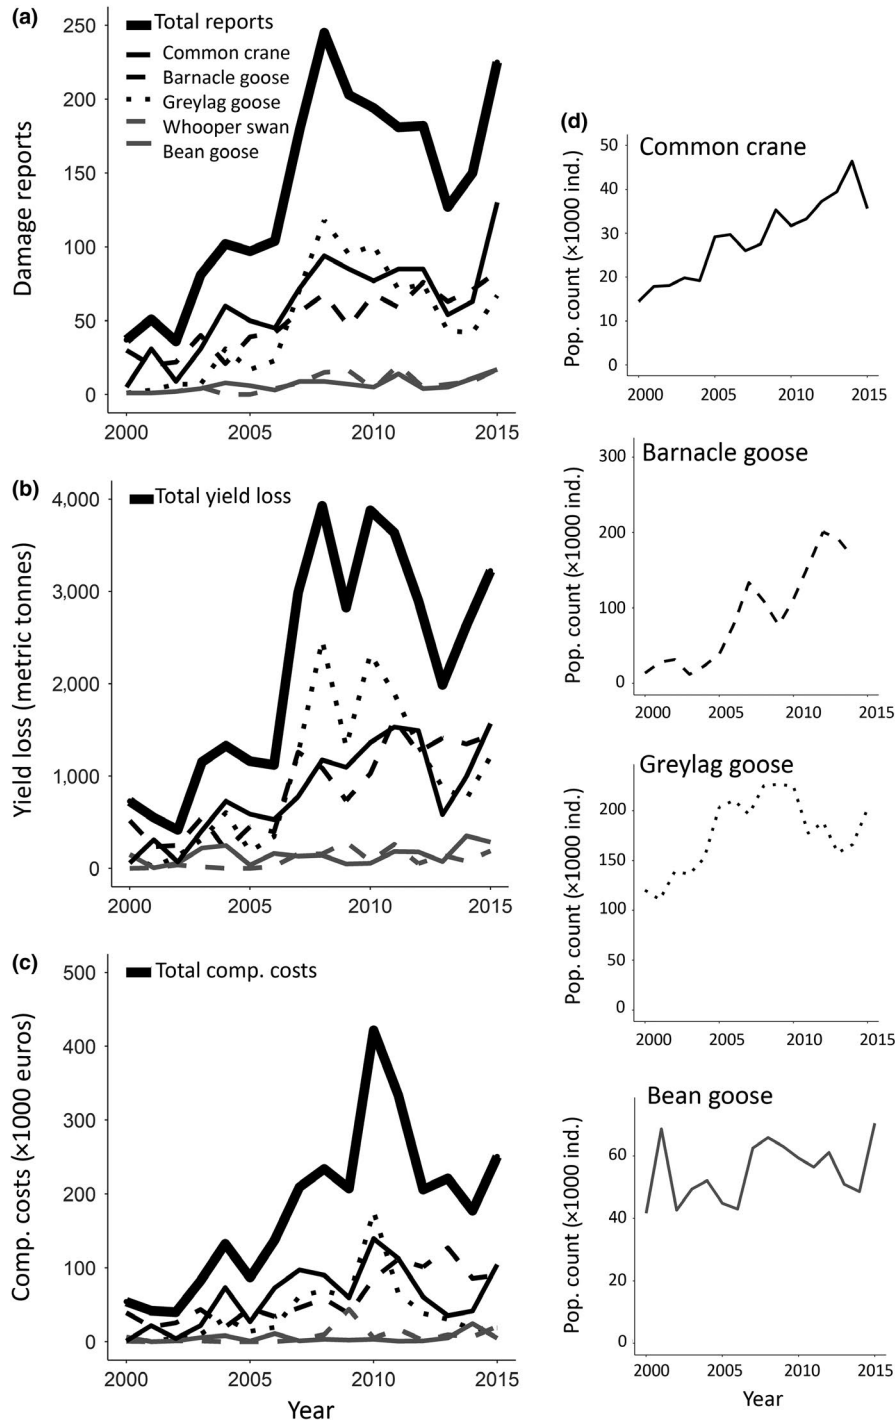 (a)
Total reports
Common crane
Barnacle goose
Greylag goose
Whooper swan
Bean goose
Damage reports
250
200
150
100
50
0
2000 2005 2010 2015
(b)
Total yield loss
Yield loss (metric tonnes)
4,000
3,000
2,000
1,000
0
2000 2005 2010 2015
(c)
Total comp. costs
Comp. costs (×1000 euros)
500
400
300
200
100
0
2000 2005 2010 2015
Year
(d)
Common crane
Pop. count (×1000 ind.)
50
40
30
20
10
0
2000 2005 2010 2015
Barnacle goose
Pop. count (×1000 ind.)
300
200
100
0
2000 2005 2010 2015
Greylag goose
Pop. count (×1000 ind.)
200
150
200
50
0
2000 2005 2010 2015
Bean goose
Pop. count (×1000 ind.)
60
40
60
0
2000 2005 2010 2015
Year